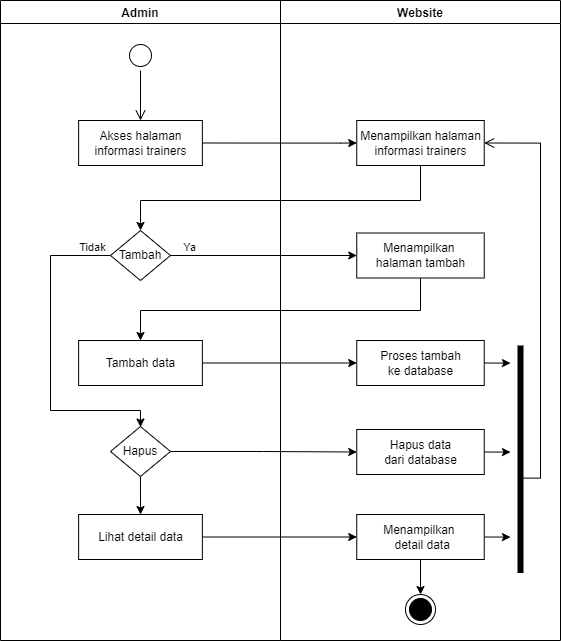 Admin
Website
Akses halaman
informasi trainers
Menampilkan halaman
informasi trainers
Tidak
Tambah
Ya
Menampilkan
halaman tambah
Tambah data
Proses tambah
ke database
Hapus
Hapus data
dari database
Lihat detail data
Menampilkan
detail data